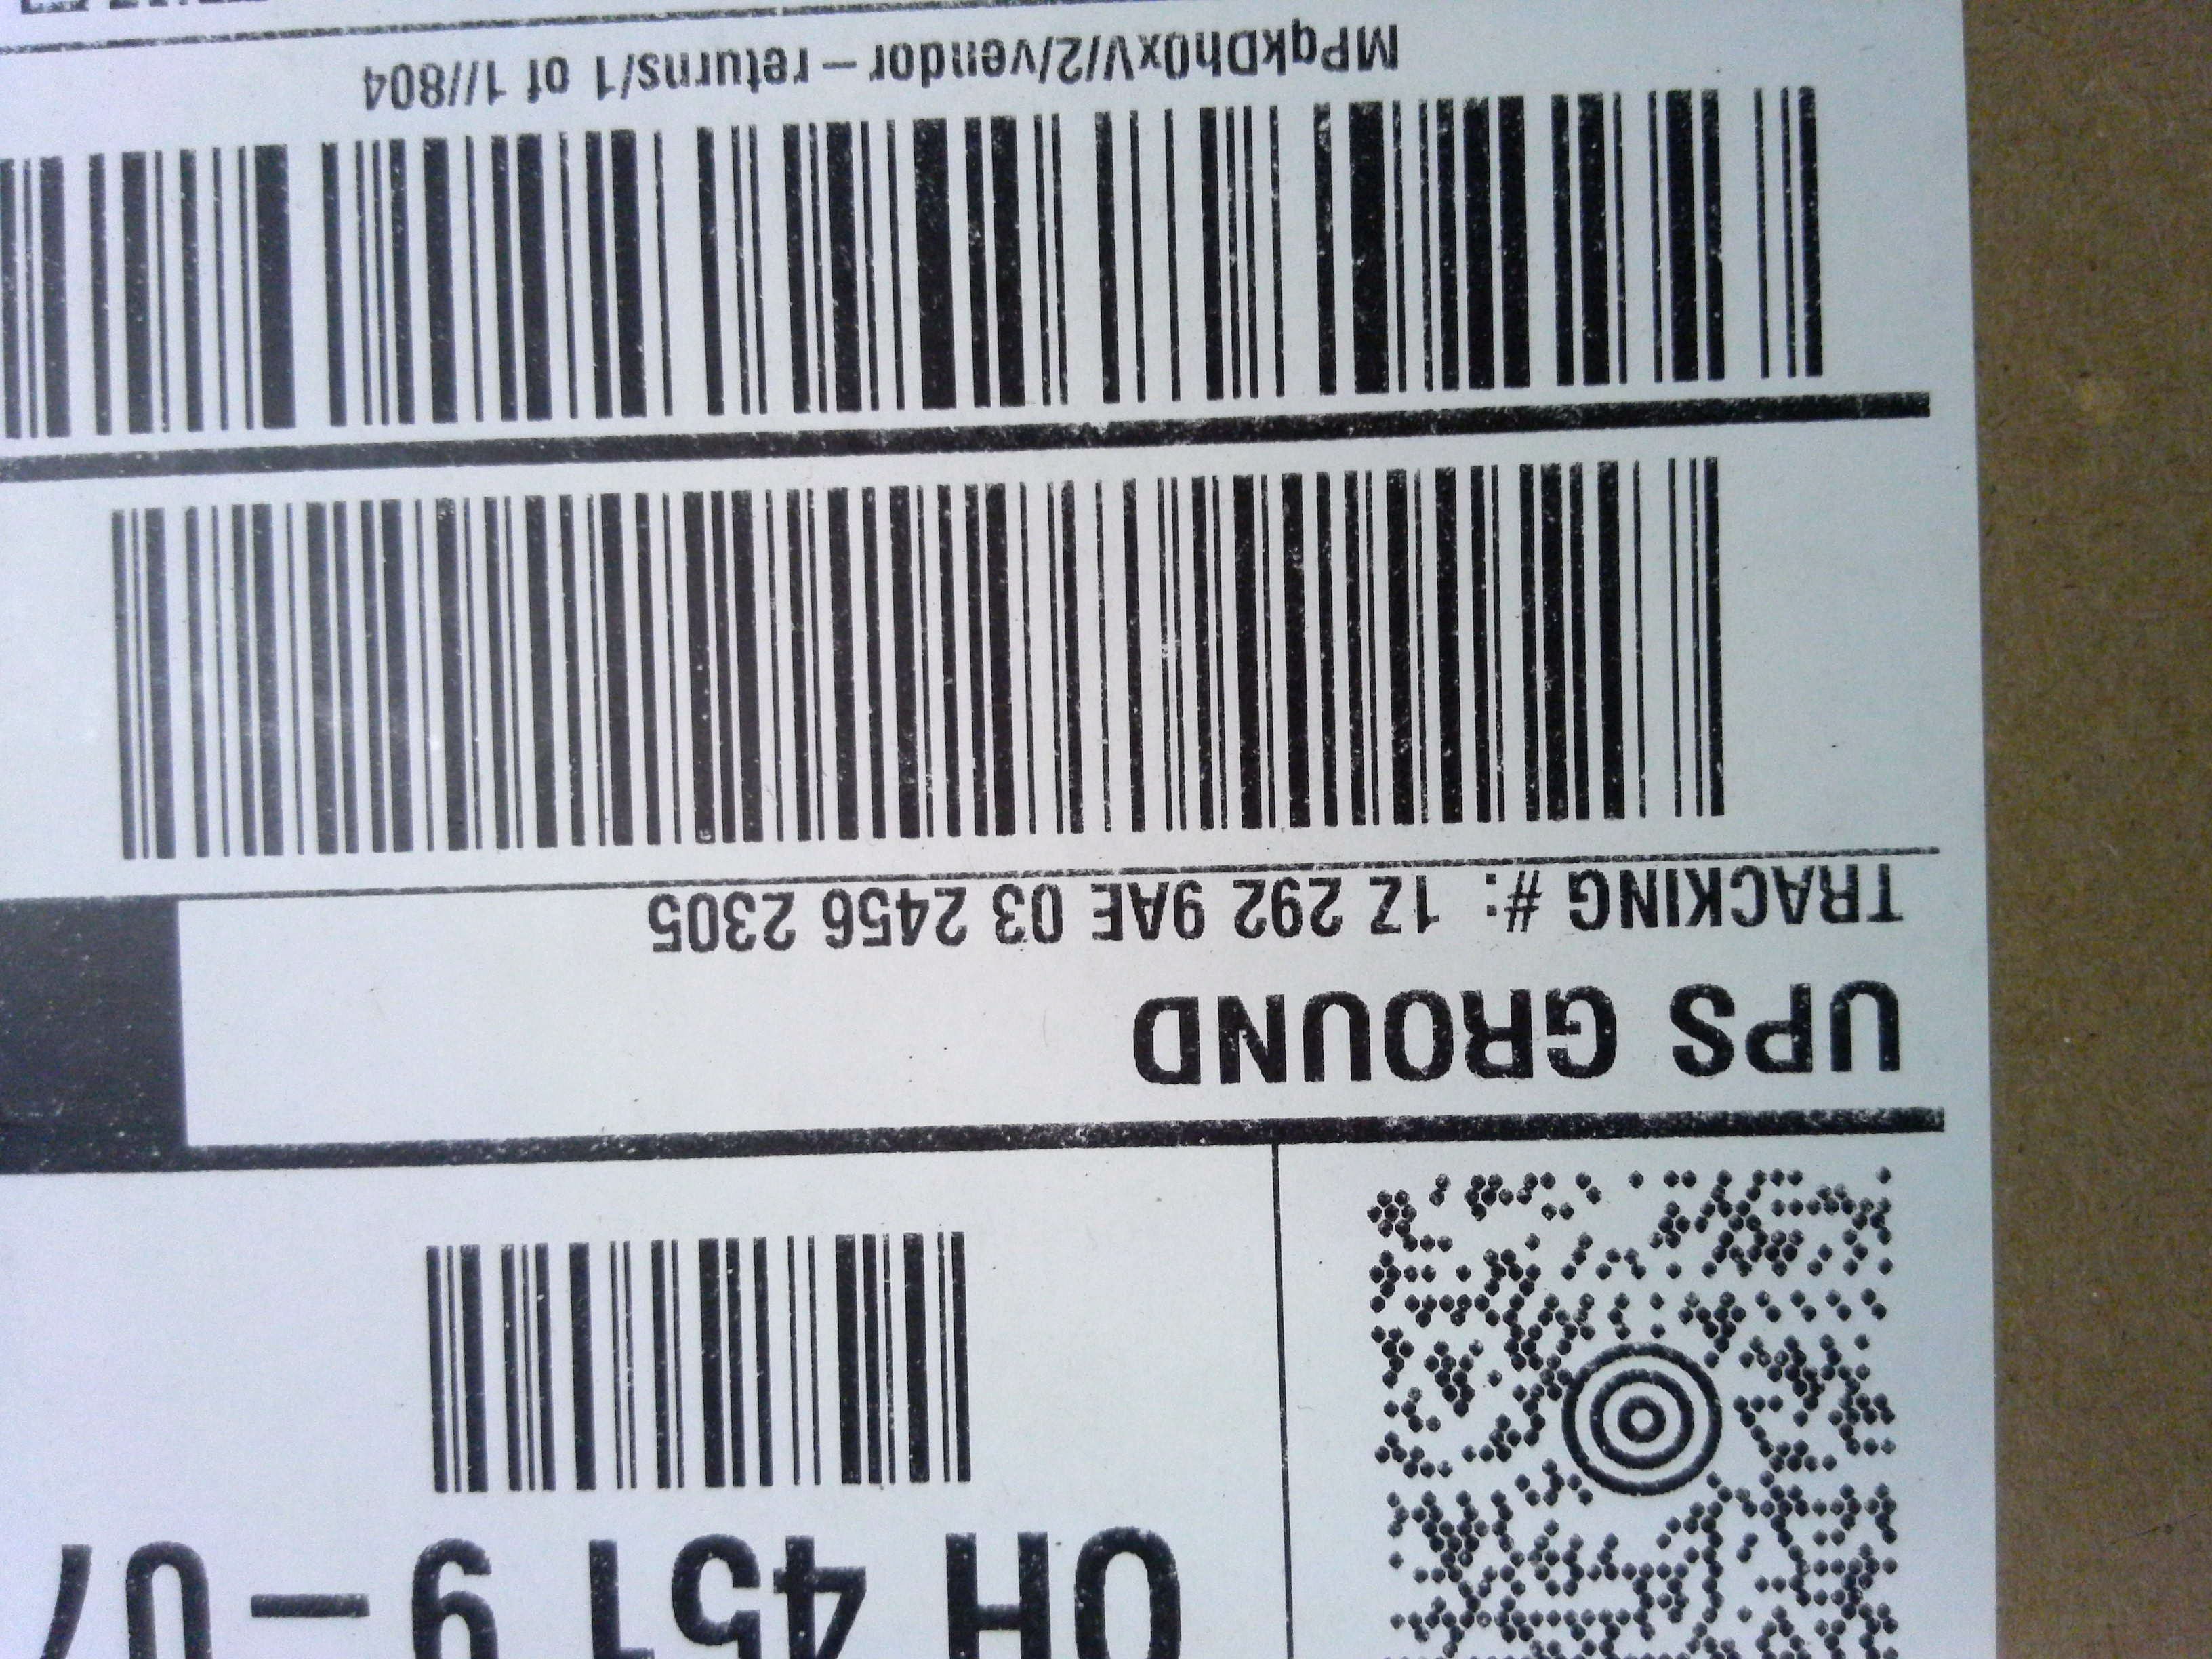 OH 451 9-07
UPS GROUND
TRACKING #: 1Z 292 9AE 03 2456 2305
MPqkDh0xV//2/vendor-returns/1 of 1//804